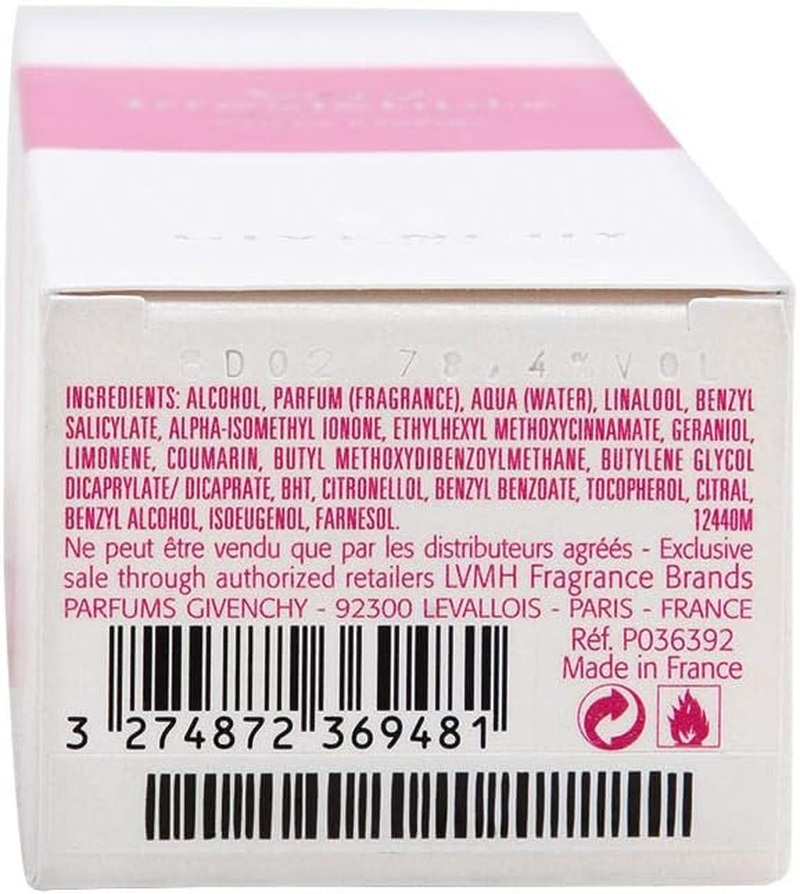 Irresistible
8D02 78,4%VOL
INGREDIENTS: ALCOHOL, PARFUM (FRAGRANCE), AQUA (WATER), LINALOOL, BENZYL
SALICYLATE, ALPHA-ISOMETHYL IONONE, ETHYLHEXYL METHOXYCINNAMATE, GERANIOL,
LIMONENE, COUMARIN, BUTYL METHOXYDIBENZOYLMETHANE, BUTYLENE GLYCOL
DICAPRYLATE/ DICAPRATE, BHT, CITRONELLOL, BENZYL BENZOATE, TOCOPHEROL, CITRAL,
BENZYL ALCOHOL, ISOEUGENOL, FARNESOL. 12440M
Ne peut être vendu que par les distributeurs agréés - Exclusive
sale through authorized retailers LVMH Fragrance Brands
PARFUMS GIVENCHY - 92300 LEVALLOIS - PARIS - FRANCE
Réf. P036392
Made in France
3 274872 369481